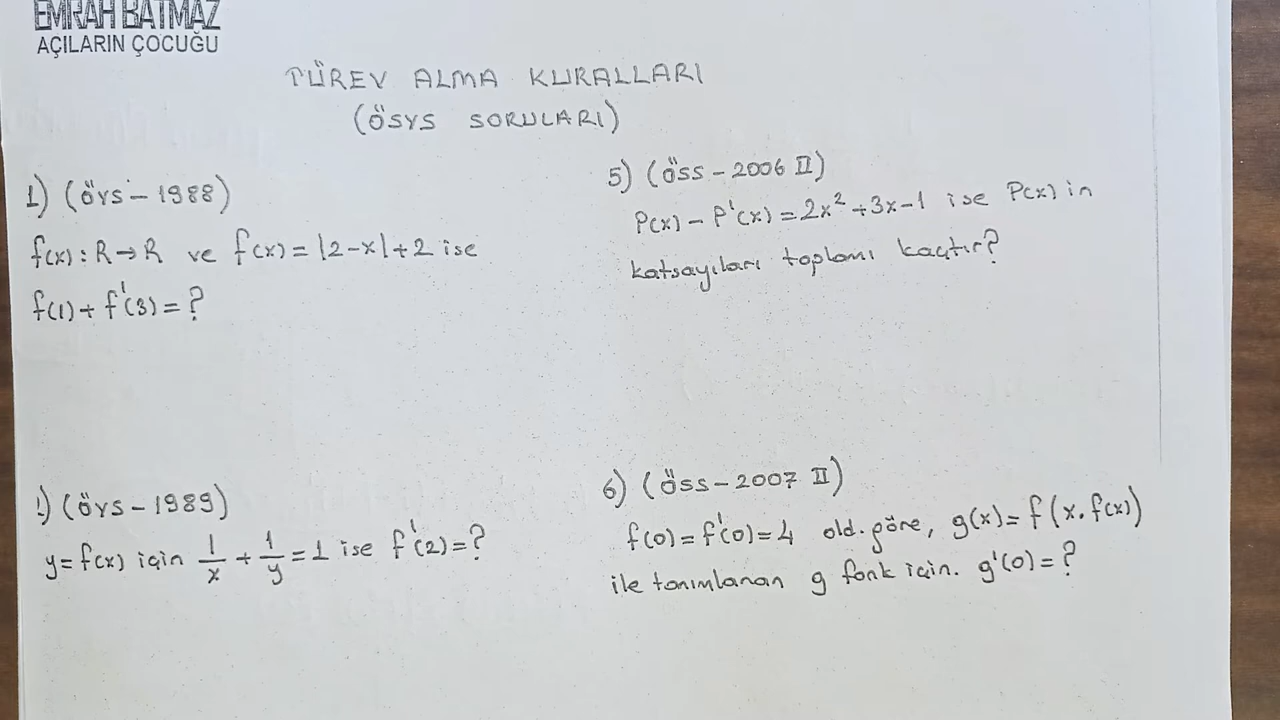 EMRAH BATMAZ
AÇILARIN ÇOCUĞU
TÜREV ALMA KURALLARI
(ÖSYS SORULARI)
1) (ÖYS - 1988)
f(x) : R → R ve f(x) = |2-x|+2 ise
f(1) + f'(3) = ?
) (ÖYS - 1989)
y = f(x) için 1/x + 1/y = 1 ise f'(2) = ?
5) (ÖSS - 2006 II)
P(x) - P'(x) = 2x² + 3x - 1 ise P(x) in
katsayıları toplamı kaçtır?
6) (ÖSS - 2007 II)
f(0) = f'(0) = 4 old. göre, g(x) = f(x.f(x))
ile tanımlanan g fonk için. g'(0) = ?